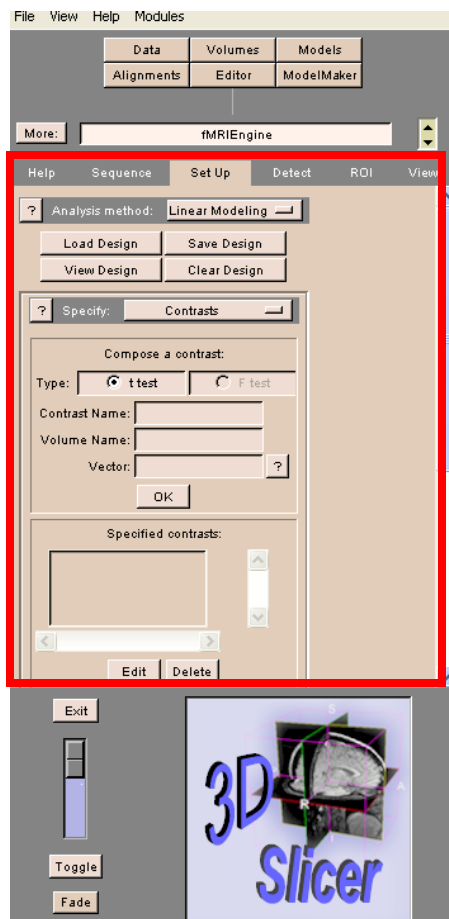 File View Help Modules
Data Volumes Models
Alignments Editor ModelMaker
More: fMRIEngine
Help Sequence Set Up Detect ROI View
? Analysis method: Linear Modeling
Load Design Save Design
View Design Clear Design
? Specify: Contrasts
Compose a contrast:
Type: t test F test
Contrast Name:
Volume Name:
Vector: ?
OK
Specified contrasts:
Edit Delete
Exit
S
A
R
I
3D
Slicer
Toggle
Fade